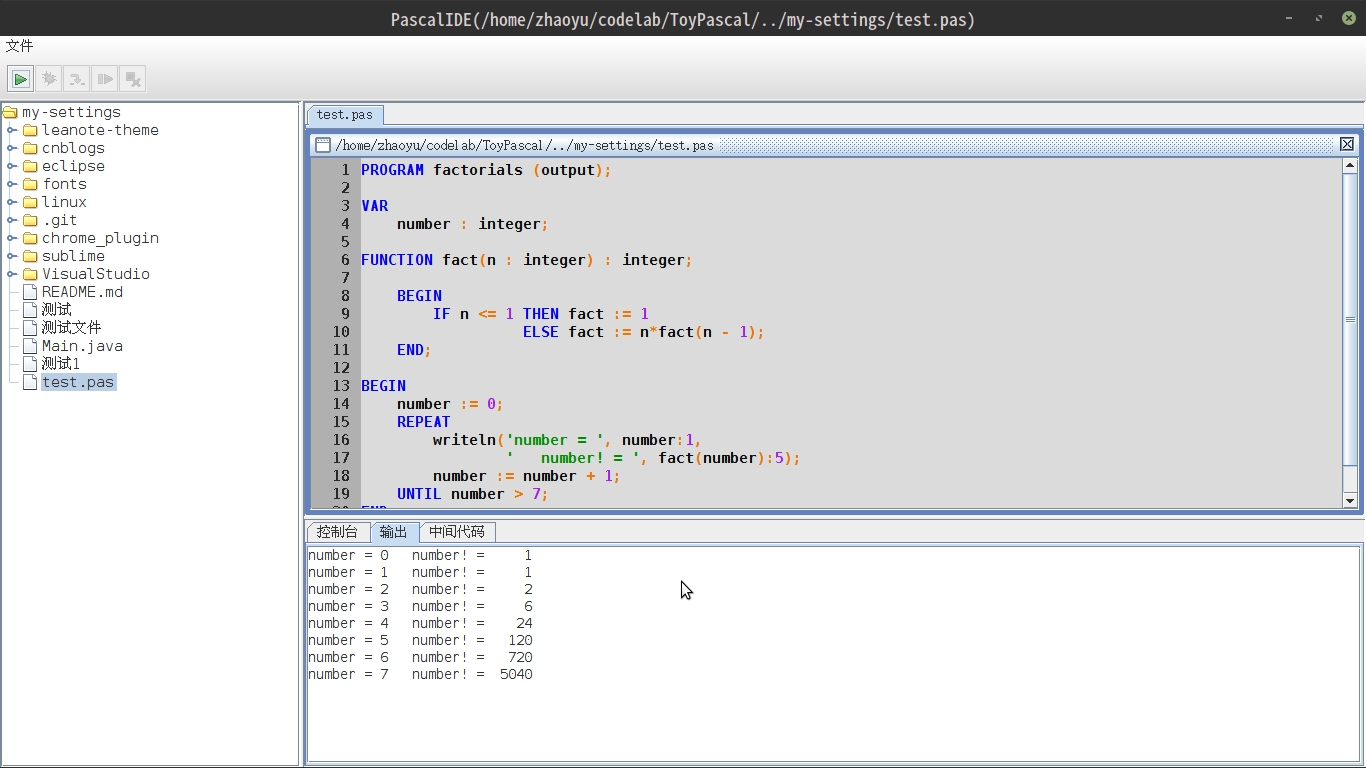 PascalIDE(/home/zhaoyu/codelab/ToyPascal/../my-settings/test.pas)
文件
my-settings
leanote-theme
cnblogs
eclipse
fonts
linux
.git
chrome_plugin
sublime
VisualStudio
README.md
测试
测试文件
Main.java
测试1
test.pas
test.pas
/home/zhaoyu/codelab/ToyPascal/../my-settings/test.pas
1 PROGRAM factorials (output);
2
3 VAR
4     number : integer;
5
6 FUNCTION fact(n : integer) : integer;
7
8     BEGIN
9         IF n <= 1 THEN fact := 1
10                   ELSE fact := n*fact(n - 1);
11     END;
12
13 BEGIN
14     number := 0;
15     REPEAT
16         writeln('number = ', number:1,
17                 '   number! = ', fact(number):5);
18         number := number + 1;
19     UNTIL number > 7;
控制台 输出 中间代码
number = 0   number! =     1
number = 1   number! =     1
number = 2   number! =     2
number = 3   number! =     6
number = 4   number! =    24
number = 5   number! =   120
number = 6   number! =   720
number = 7   number! =  5040